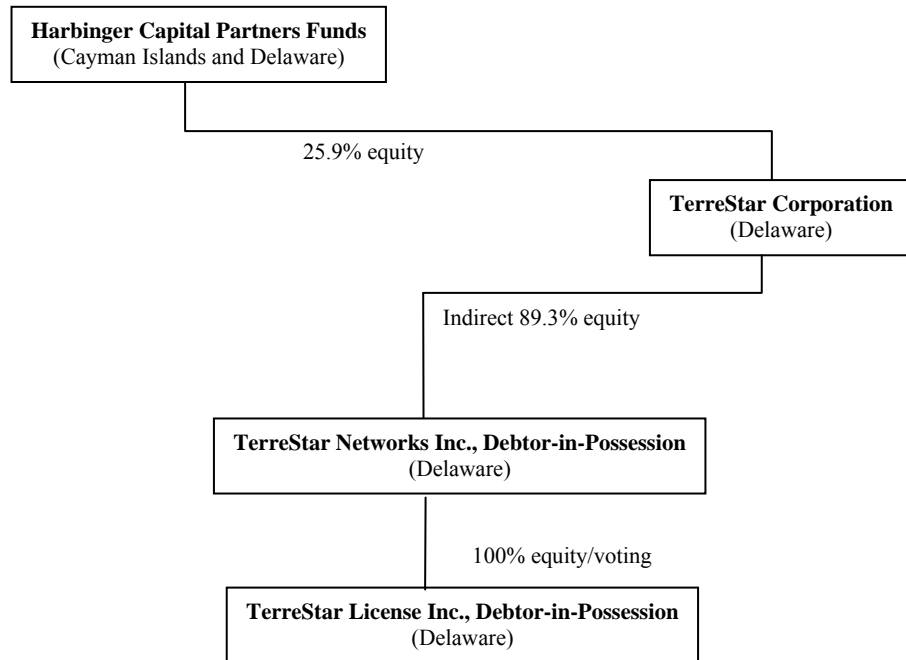 Harbinger Capital Partners Funds
(Cayman Islands and Delaware)
25.9% equity
TerreStar Corporation
(Delaware)
Indirect 89.3% equity
TerreStar Networks Inc., Debtor-in-Possession
(Delaware)
100% equity/voting
TerreStar License Inc., Debtor-in-Possession
(Delaware)